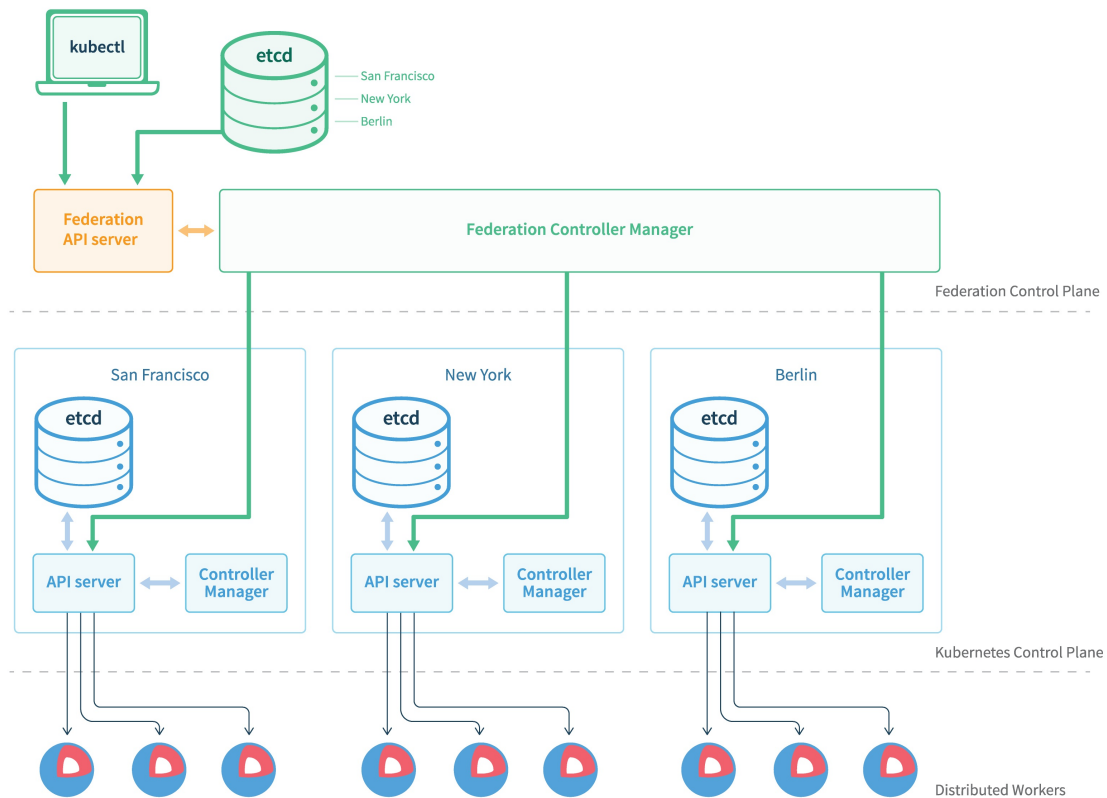 kubectl
etcd
San Francisco
New York
Berlin
Federation
API server
Federation Controller Manager
Federation Control Plane
San Francisco
New York
Berlin
etcd
etcd
etcd
API server
Controller
Manager
API server
Controller
Manager
API server
Controller
Manager
Kubernetes Control Plane
Distributed Workers